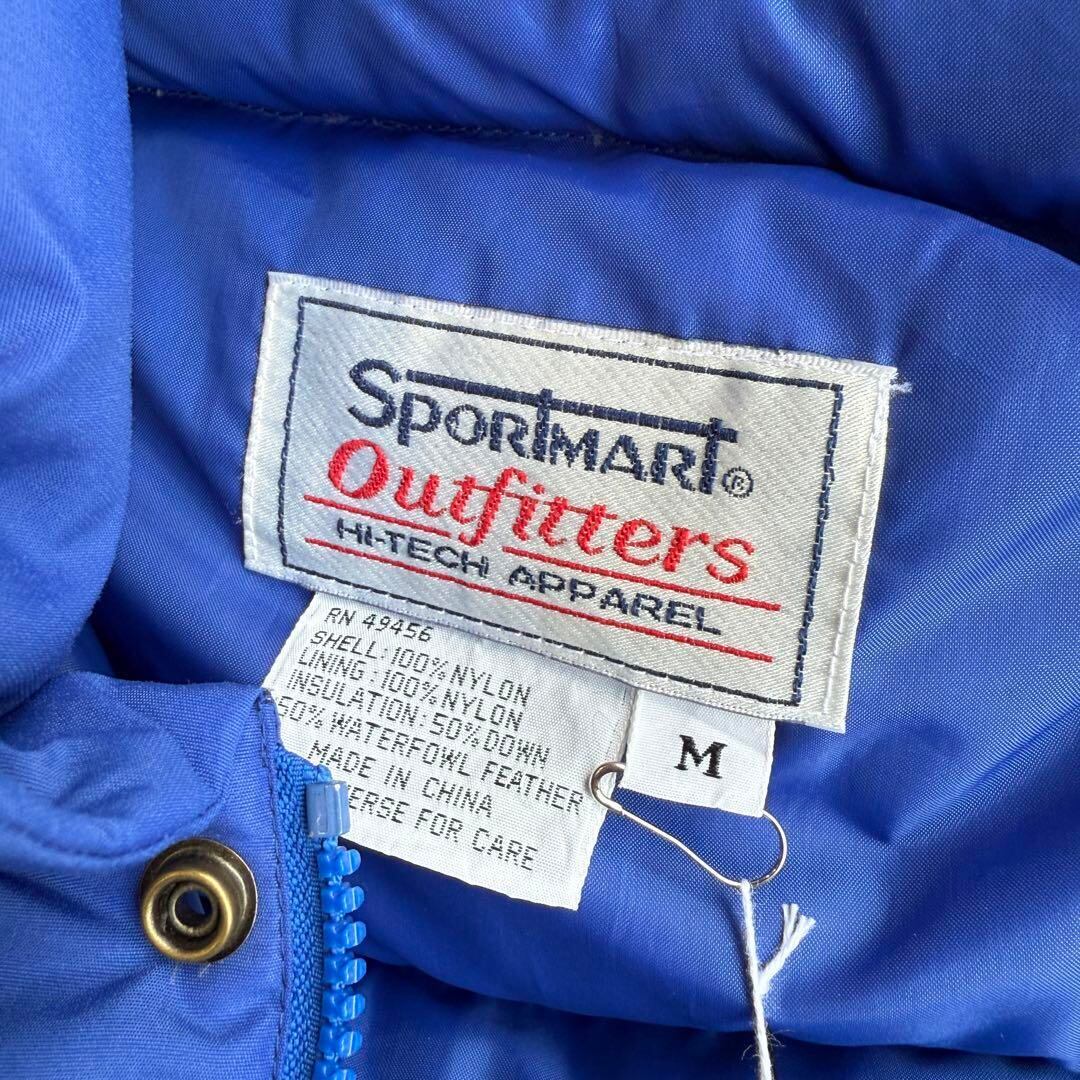 SPORTMART®
Outfitters
HI-TECH APPAREL
RN 49456
SHELL: 100% NYLON
LINING: 100% NYLON
INSULATION: 50% DOWN
50% WATERFOWL FEATHER
MADE IN CHINA
FOR CARE
M